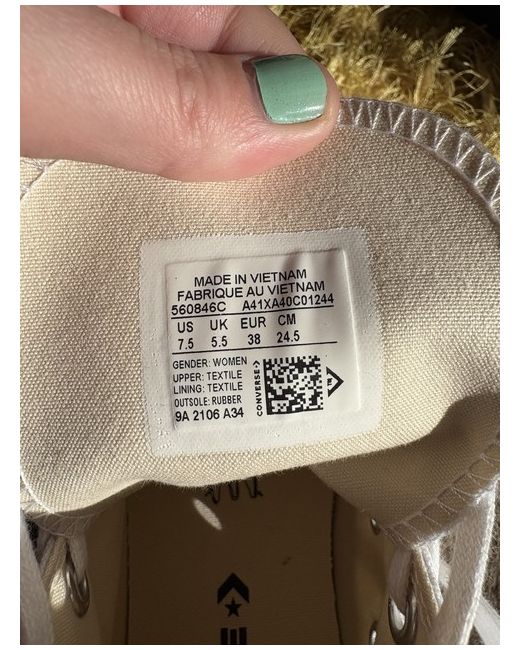 MADE IN VIETNAM
FABRIQUE AU VIETNAM
560846C A41XA40C01244
US UK EUR CM
7.5 5.5 38 24.5
GENDER: WOMEN
UPPER: TEXTILE
LINING: TEXTILE
OUTSOLE: RUBBER
9A 2106 A34
CONVERSE
E